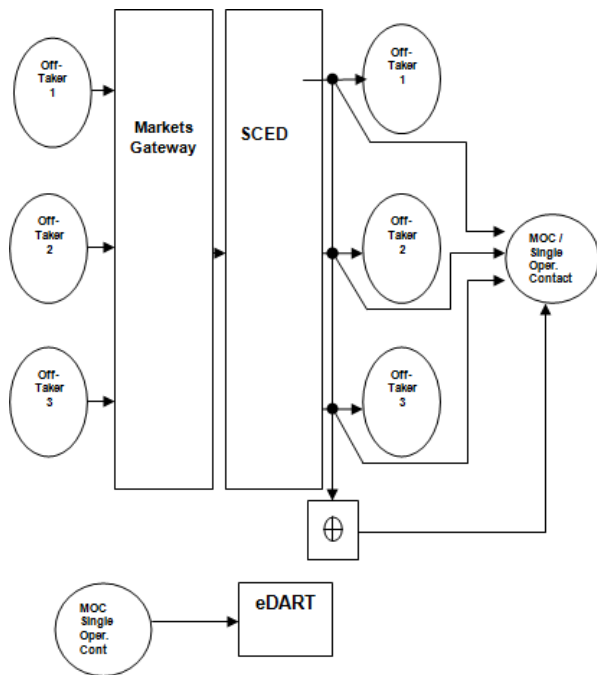 Off-
Taker
1
Off-
Taker
2
Off-
Taker
3
Markets
Gateway
SCED
Off-
Taker
1
Off-
Taker
2
Off-
Taker
3
MOC /
Single
Oper.
Contact
MOC
Single
Oper.
Cont
eDART